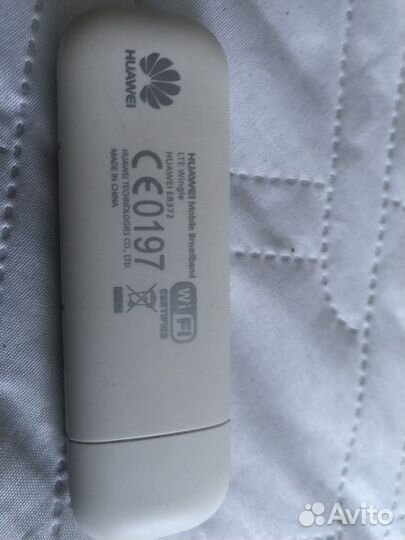 HUAWEI
HUAWEI Mobile Broadband
LTE Wingle
HUAWEI E8372
CE0197
HUAWEI TECHNOLOGIES CO., LTD.
MADE IN CHINA
Wi Fi
CERTIFIED
Avito